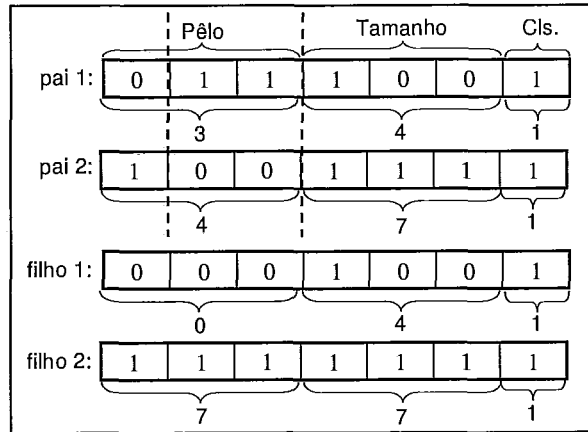 Pêlo Tamanho Cls.
pai 1: 0 1 1 1 0 0 1
3 4 1
pai 2: 1 0 0 1 1 1 1
4 7 1
filho 1: 0 0 0 1 0 0 1
0 4 1
filho 2: 1 1 1 1 1 1 1
7 7 1